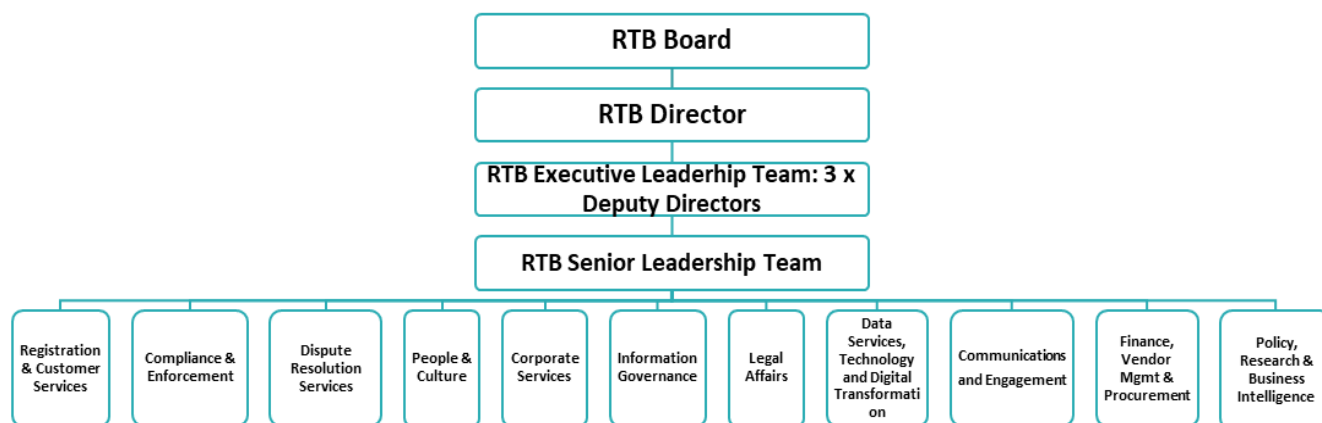 RTB Board
RTB Director
RTB Executive Leaderhip Team: 3 x
Deputy Directors
RTB Senior Leadership Team
Registration
& Customer
Services
Compliance &
Enforcement
Dispute
Resolution
Services
People &
Culture
Corporate
Services
Information
Governance
Legal
Affairs
Data
Services,
Technology
and Digital
Transformati
on
Communications
and Engagement
Finance,
Vendor
Mgmt &
Procurement
Policy,
Research &
Business
Intelligence